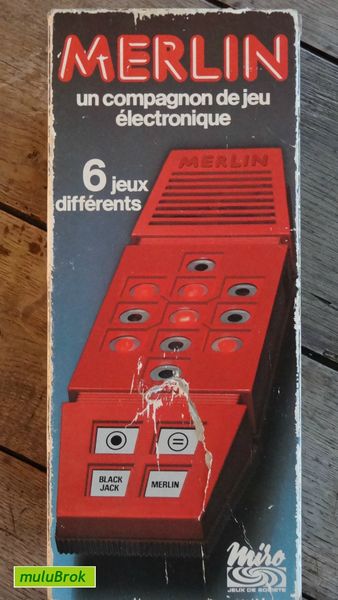 MERLIN
un compagnon de jeu
électronique
6 jeux
différents
MERLIN
BLACK
JACK
MERLIN
miro
JEUX DE SOCIETE
muluBrok